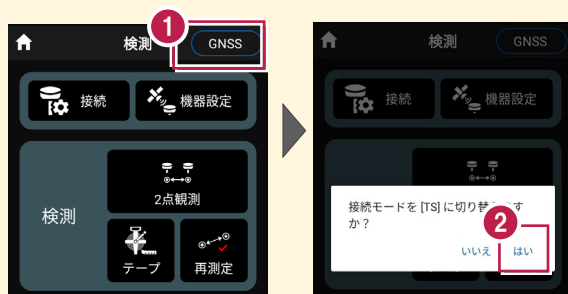 1
検測
GNSS
接続
機器設定
検測
2点観測
テープ
再測定
検測
GNSS
接続
機器設定
接続モードを [TS] に切り替えます
か？
2
いいえ
はい